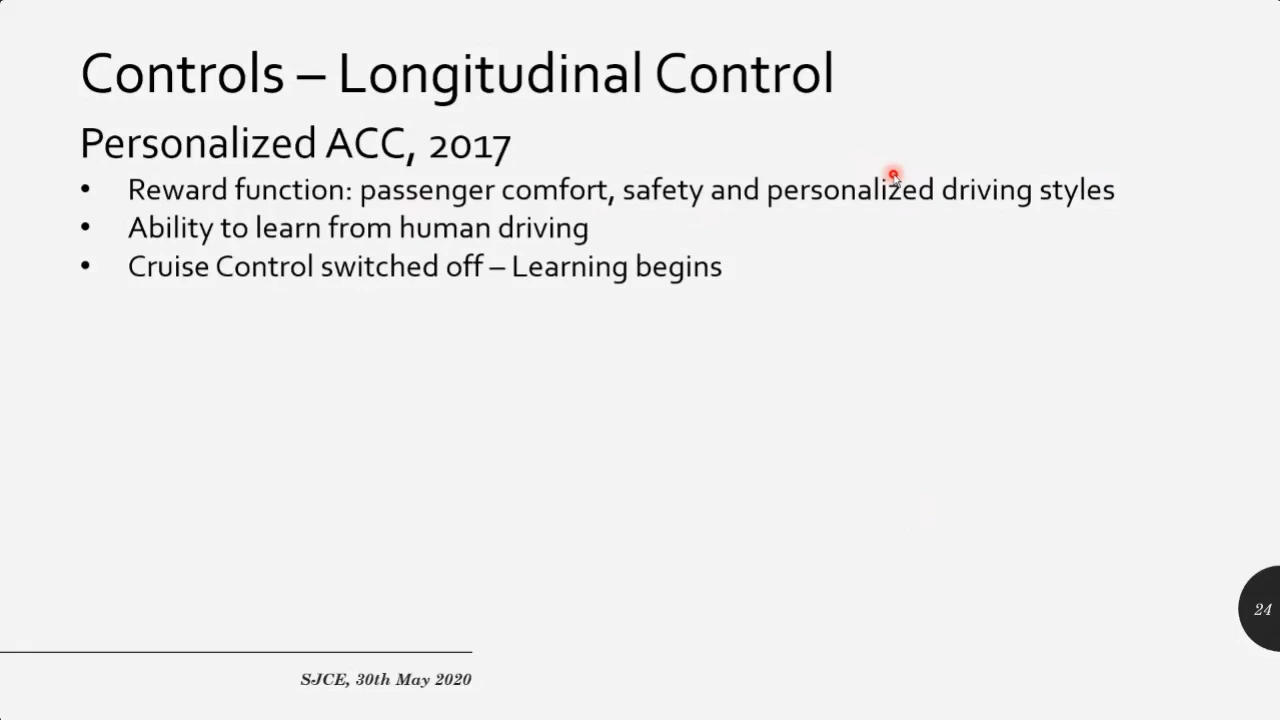 Controls – Longitudinal Control
Personalized ACC, 2017
• Reward function: passenger comfort, safety and personalized driving styles
• Ability to learn from human driving
• Cruise Control switched off – Learning begins
24
SJCE, 30th May 2020